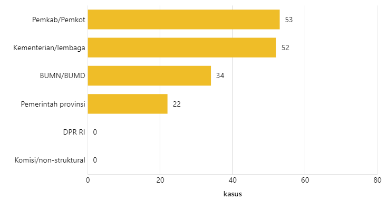 Pemkab/Pemkot 53
Kementerian/lembaga 52
BUMN/BUMD 34
Pemerintah provinsi 22
DPR RI 0
Komisi/non-struktural 0
0 20 40 60 80
kasus